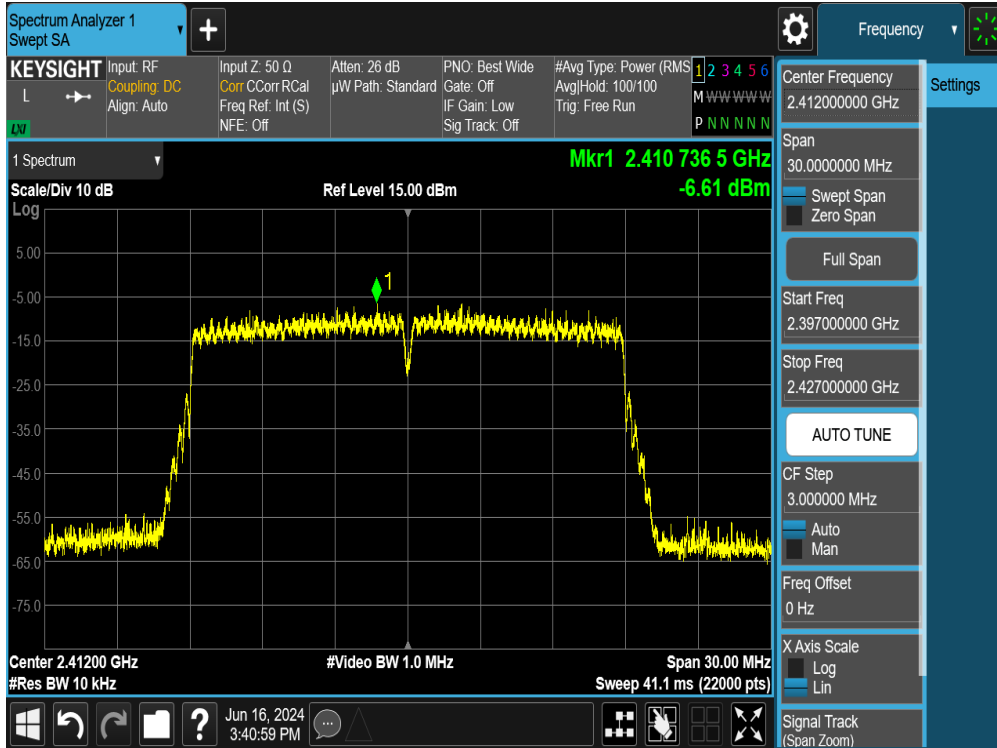 Spectrum Analyzer 1
Swept SA
+
Frequency
KEYSIGHT
L
LXI
Input: RF
Coupling: DC
Align: Auto
Input Z: 50 Ω
Corr CCorr RCal
Freq Ref: Int (S)
NFE: Off
Atten: 26 dB
µW Path: Standard
PNO: Best Wide
Gate: Off
IF Gain: Low
Sig Track: Off
#Avg Type: Power (RMS
Avg|Hold: 100/100
Trig: Free Run
1 2 3 4 5 6
M W W W W W
P N N N N N
1 Spectrum
Mkr1 2.410 736 5 GHz
-6.61 dBm
Scale/Div 10 dB
Ref Level 15.00 dBm
Log
5.00
-5.00
-15.0
-25.0
-35.0
-45.0
-55.0
-65.0
-75.0
1
Center 2.41200 GHz
#Video BW 1.0 MHz
Span 30.00 MHz
#Res BW 10 kHz
Sweep 41.1 ms (22000 pts)
Center Frequency
2.412000000 GHz
Settings
Span
30.0000000 MHz
Swept Span
Zero Span
Full Span
Start Freq
2.397000000 GHz
Stop Freq
2.427000000 GHz
AUTO TUNE
CF Step
3.000000 MHz
Auto
Man
Freq Offset
0 Hz
X Axis Scale
Log
Lin
Signal Track
(Span Zoom)
?
Jun 16, 2024
3:40:59 PM